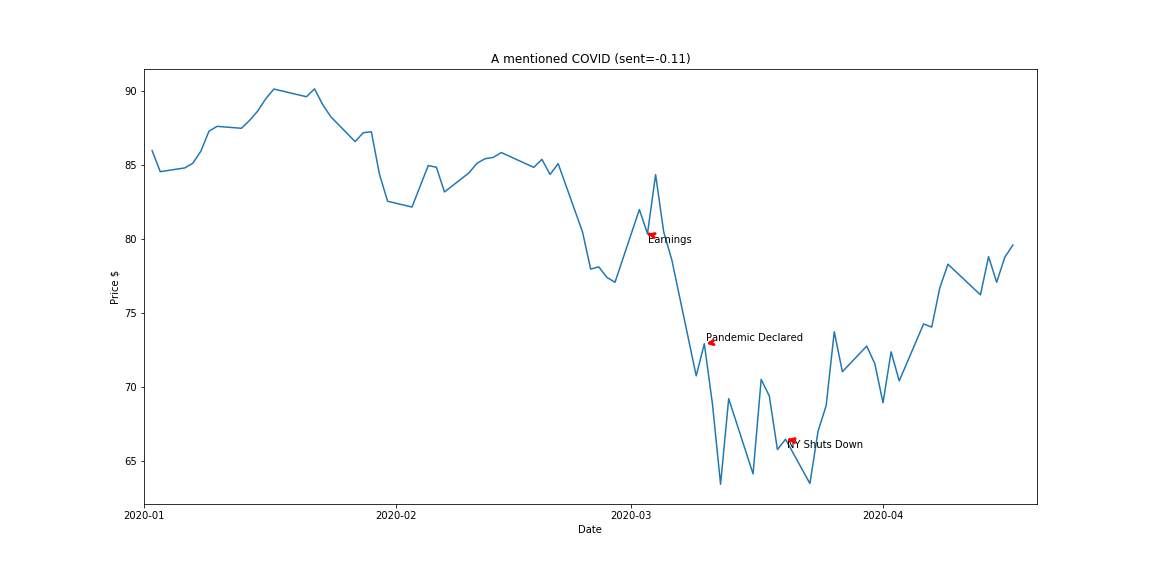 A mentioned COVID (sent=-0.11)
90
85
80
75
70
65
Price $
Earnings
Pandemic Declared
NY Shuts Down
2020-01
2020-02
2020-03
2020-04
Date